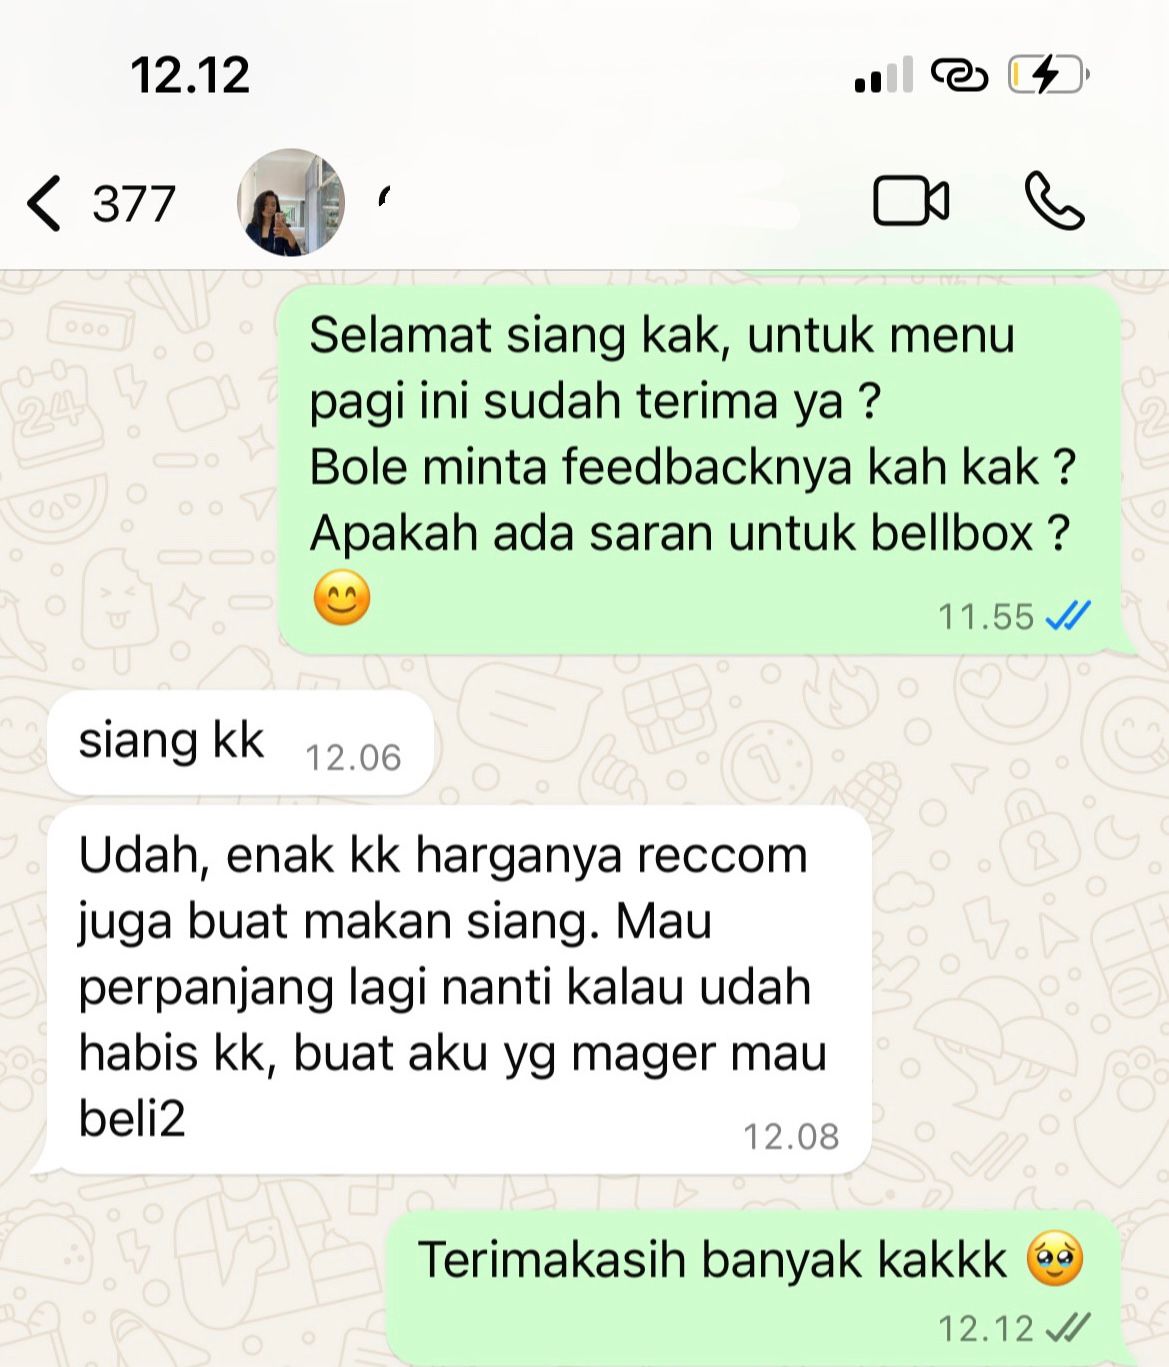 12.12
377
Selamat siang kak, untuk menu
pagi ini sudah terima ya ?
Bole minta feedbacknya kah kak ?
Apakah ada saran untuk bellbox ?
😊
11.55
siang kk 12.06
Udah, enak kk harganya reccom
juga buat makan siang. Mau
perpanjang lagi nanti kalau udah
habis kk, buat aku yg mager mau
beli2
12.08
Terimakasih banyak kakkk 🥹
12.12